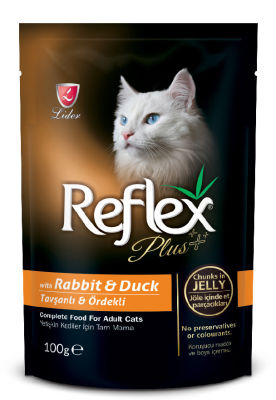 Lider
Reflex
Plus
with Rabbit & Duck
Tavşanlı & Ördekli
Chunks in
JELLY
Jöle içinde et
parçacıkları
Complete Food For Adult Cats
Yetişkin Kediler İçin Tam Mama
No preservatives
or colourants.
Koruyucu madde
ve boya içermez.
100g e